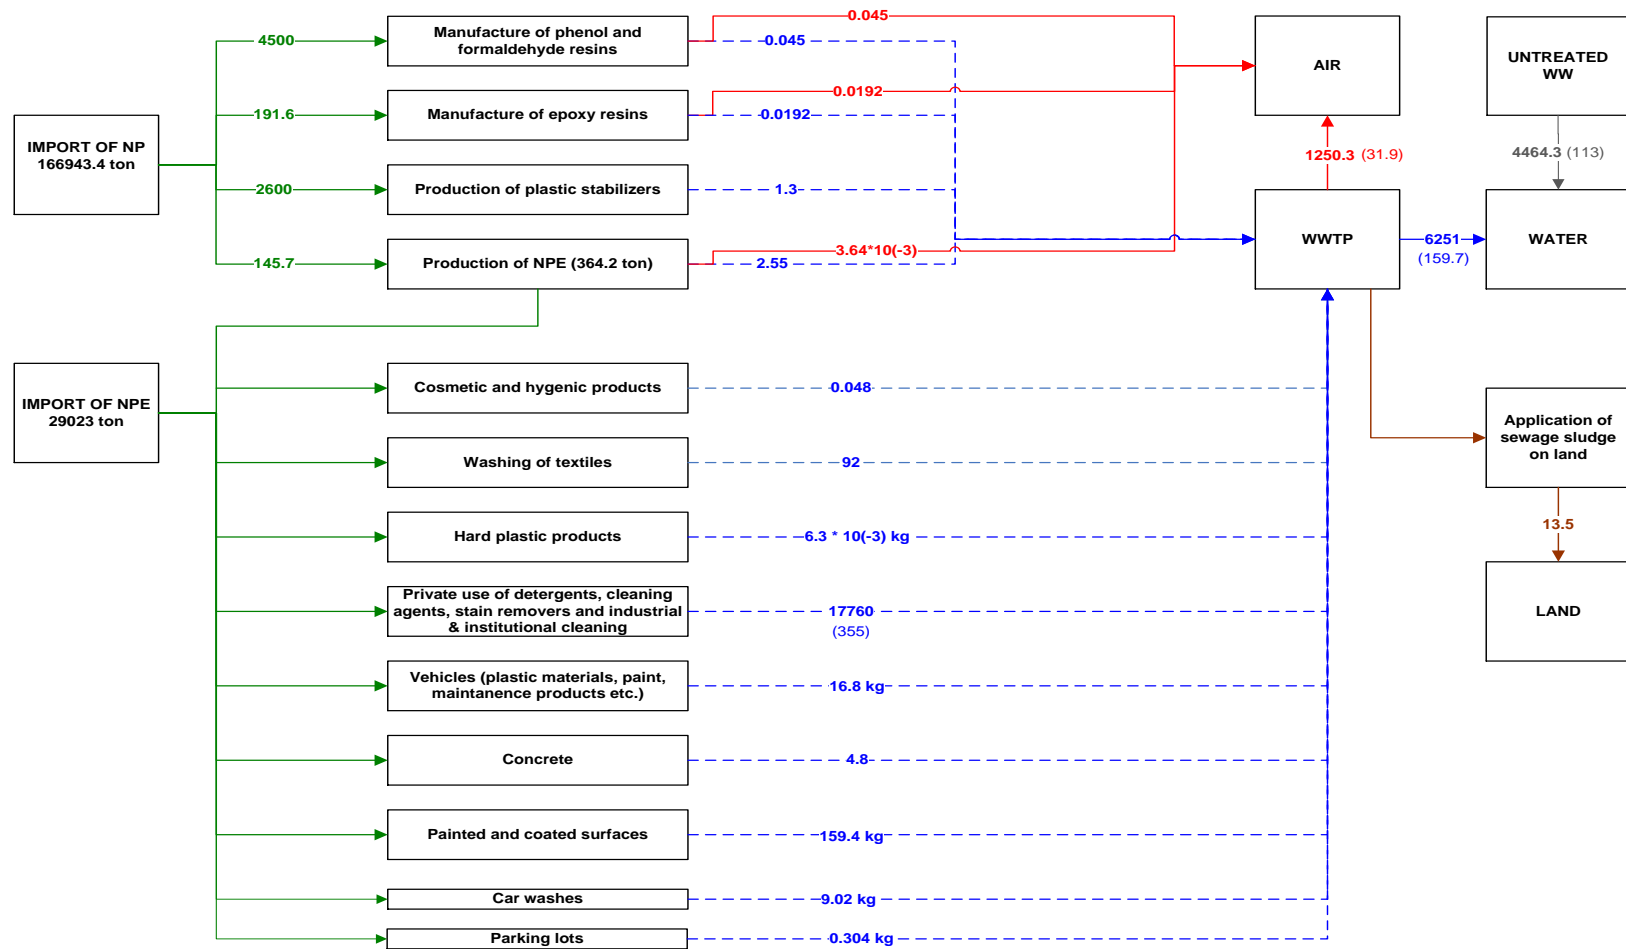 0.045
Manufacture of phenol and
formaldehyde resins
4500
0.045
AIR
UNTREATED
WW
0.0192
191.6
Manufacture of epoxy resins
0.0192
IMPORT OF NP
166943.4 ton
1250.3 (31.9)
4464.3 (113)
2600
Production of plastic stabilizers
1.3
WWTP
6251
(159.7)
WATER
3.64*10(-3)
145.7
Production of NPE (364.2 ton)
2.55
IMPORT OF NPE
29023 ton
Cosmetic and hygenic products
0.048
Application of
sewage sludge
on land
Washing of textiles
92
13.5
Hard plastic products
6.3 * 10(-3) kg
Private use of detergents, cleaning
agents, stain removers and industrial
& institutional cleaning
17760
(355)
LAND
Vehicles (plastic materials, paint,
maintanence products etc.)
16.8 kg
Concrete
4.8
Painted and coated surfaces
159.4 kg
Car washes
9.02 kg
Parking lots
0.304 kg